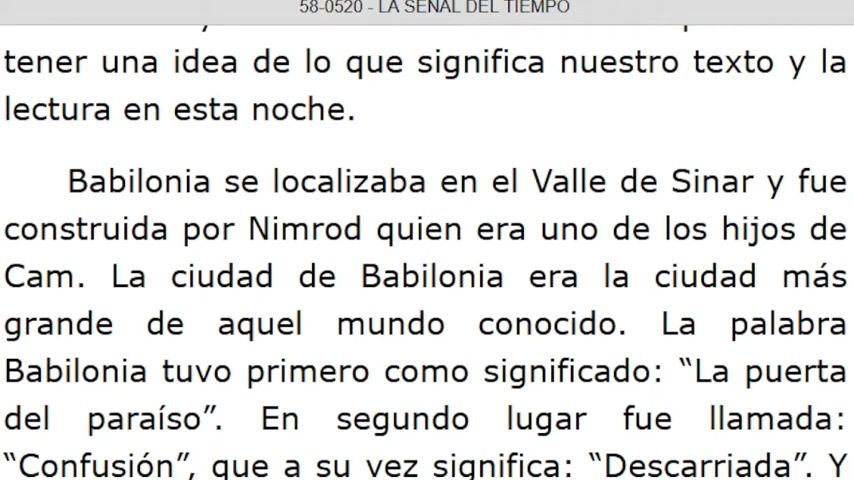 58-0520 - LA SEÑAL DEL TIEMPO
tener una idea de lo que significa nuestro texto y la
lectura en esta noche.
Babilonia se localizaba en el Valle de Sinar y fue
construida por Nimrod quien era uno de los hijos de
Cam. La ciudad de Babilonia era la ciudad más
grande de aquel mundo conocido. La palabra
Babilonia tuvo primero como significado: “La puerta
del paraíso”. En segundo lugar fue llamada:
“Confusión”, que a su vez significa: “Descarriada”. Y